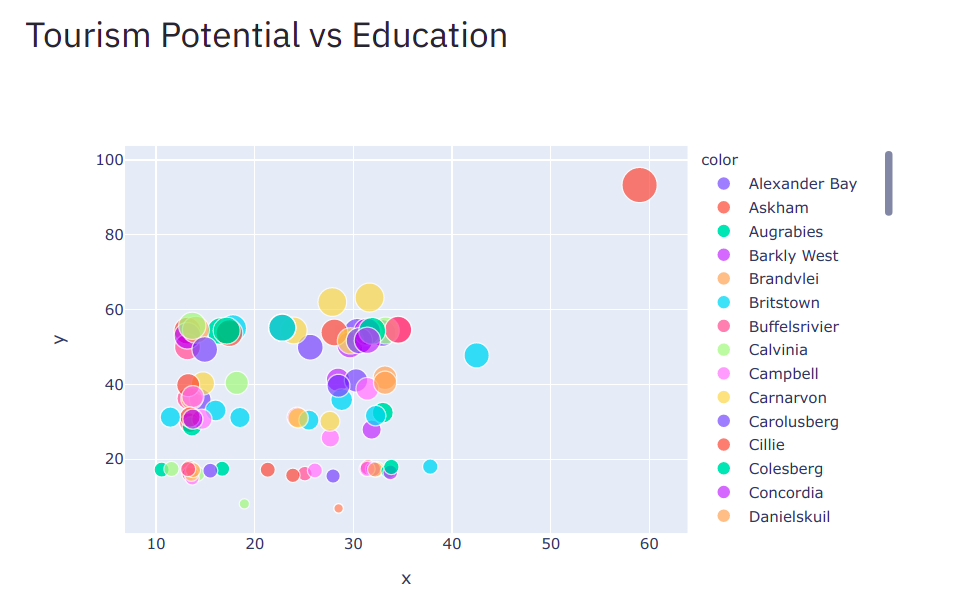 Tourism Potential vs Education
100
80
60
40
20
y
10 20 30 40 50 60
x
color
Alexander Bay
Askham
Augrabies
Barkly West
Brandvlei
Britstown
Buffelsrivier
Calvinia
Campbell
Carnarvon
Carolusberg
Cillie
Colesberg
Concordia
Danielskuil